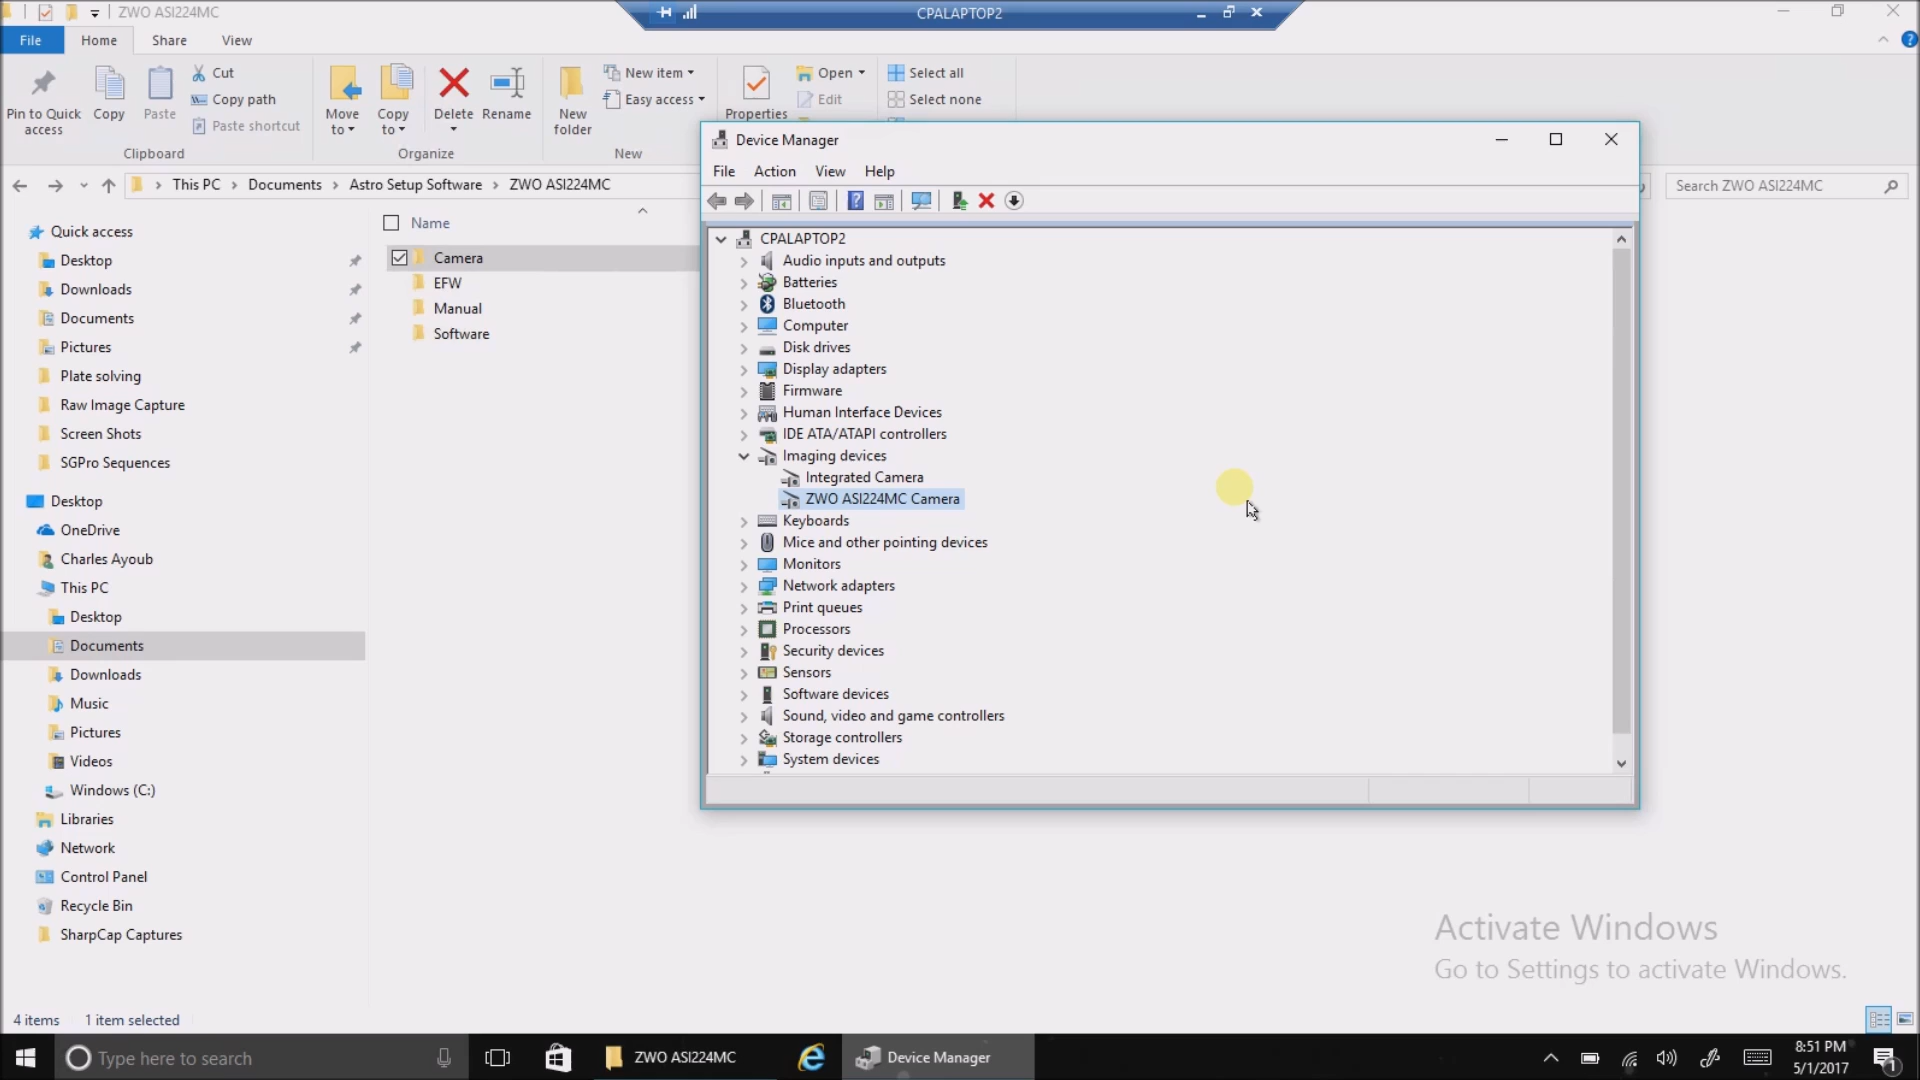 ZWO ASI224MC
CPALAPTOP2
File Home Share View
Pin to Quick access
Copy
Paste
Cut
Copy path
Paste shortcut
Clipboard
Move to
Copy to
Delete
Rename
Organize
New folder
New item
Easy access
New
Properties
Open
Edit
Select all
Select none
This PC > Documents > Astro Setup Software > ZWO ASI224MC
Search ZWO ASI224MC
Quick access
Desktop
Downloads
Documents
Pictures
Plate solving
Raw Image Capture
Screen Shots
SGPro Sequences
Desktop
OneDrive
Charles Ayoub
This PC
Desktop
Documents
Downloads
Music
Pictures
Videos
Windows (C:)
Libraries
Network
Control Panel
Recycle Bin
SharpCap Captures
Name
Camera
EFW
Manual
Software
Device Manager
File Action View Help
CPALAPTOP2
Audio inputs and outputs
Batteries
Bluetooth
Computer
Disk drives
Display adapters
Firmware
Human Interface Devices
IDE ATA/ATAPI controllers
Imaging devices
Integrated Camera
ZWO ASI224MC Camera
Keyboards
Mice and other pointing devices
Monitors
Network adapters
Print queues
Processors
Security devices
Sensors
Software devices
Sound, video and game controllers
Storage controllers
System devices
Activate Windows
Go to Settings to activate Windows.
4 items 1 item selected
Type here to search
ZWO ASI224MC
Device Manager
8:51 PM
5/1/2017
1